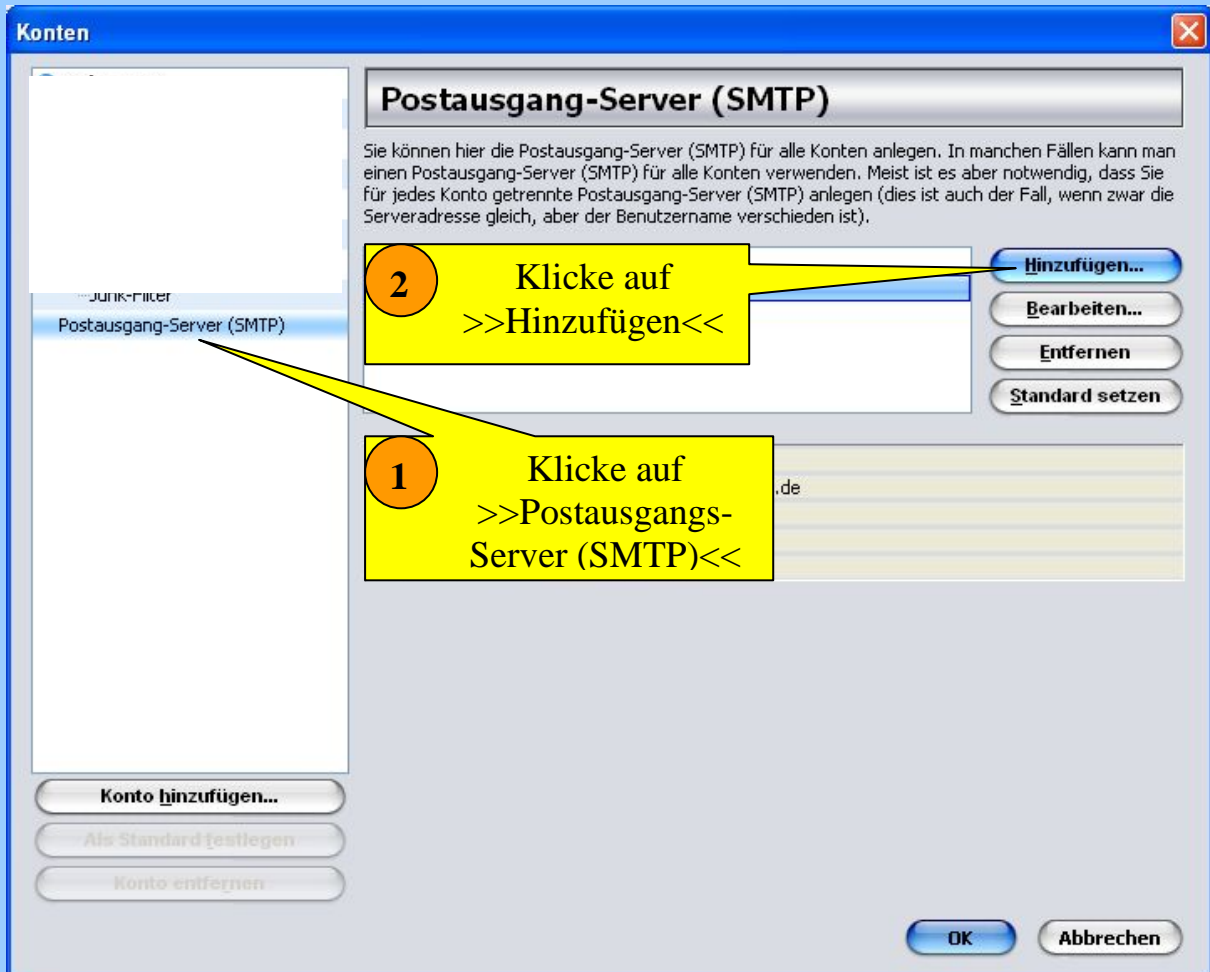 Konten
Postausgang-Server (SMTP)
Sie können hier die Postausgang-Server (SMTP) für alle Konten anlegen. In manchen Fällen kann man
einen Postausgang-Server (SMTP) für alle Konten verwenden. Meist ist es aber notwendig, dass Sie
für jedes Konto getrennte Postausgang-Server (SMTP) anlegen (dies ist auch der Fall, wenn zwar die
Serveradresse gleich, aber der Benutzername verschieden ist).
Junk-Filter
Postausgang-Server (SMTP)
2
Klicke auf
>>Hinzufügen<<
Hinzufügen...
Bearbeiten...
Entfernen
Standard setzen
1
Klicke auf
>>Postausgangs-
Server (SMTP)<<
.de
Konto hinzufügen...
Als Standard festlegen
Konto entfernen
OK
Abbrechen